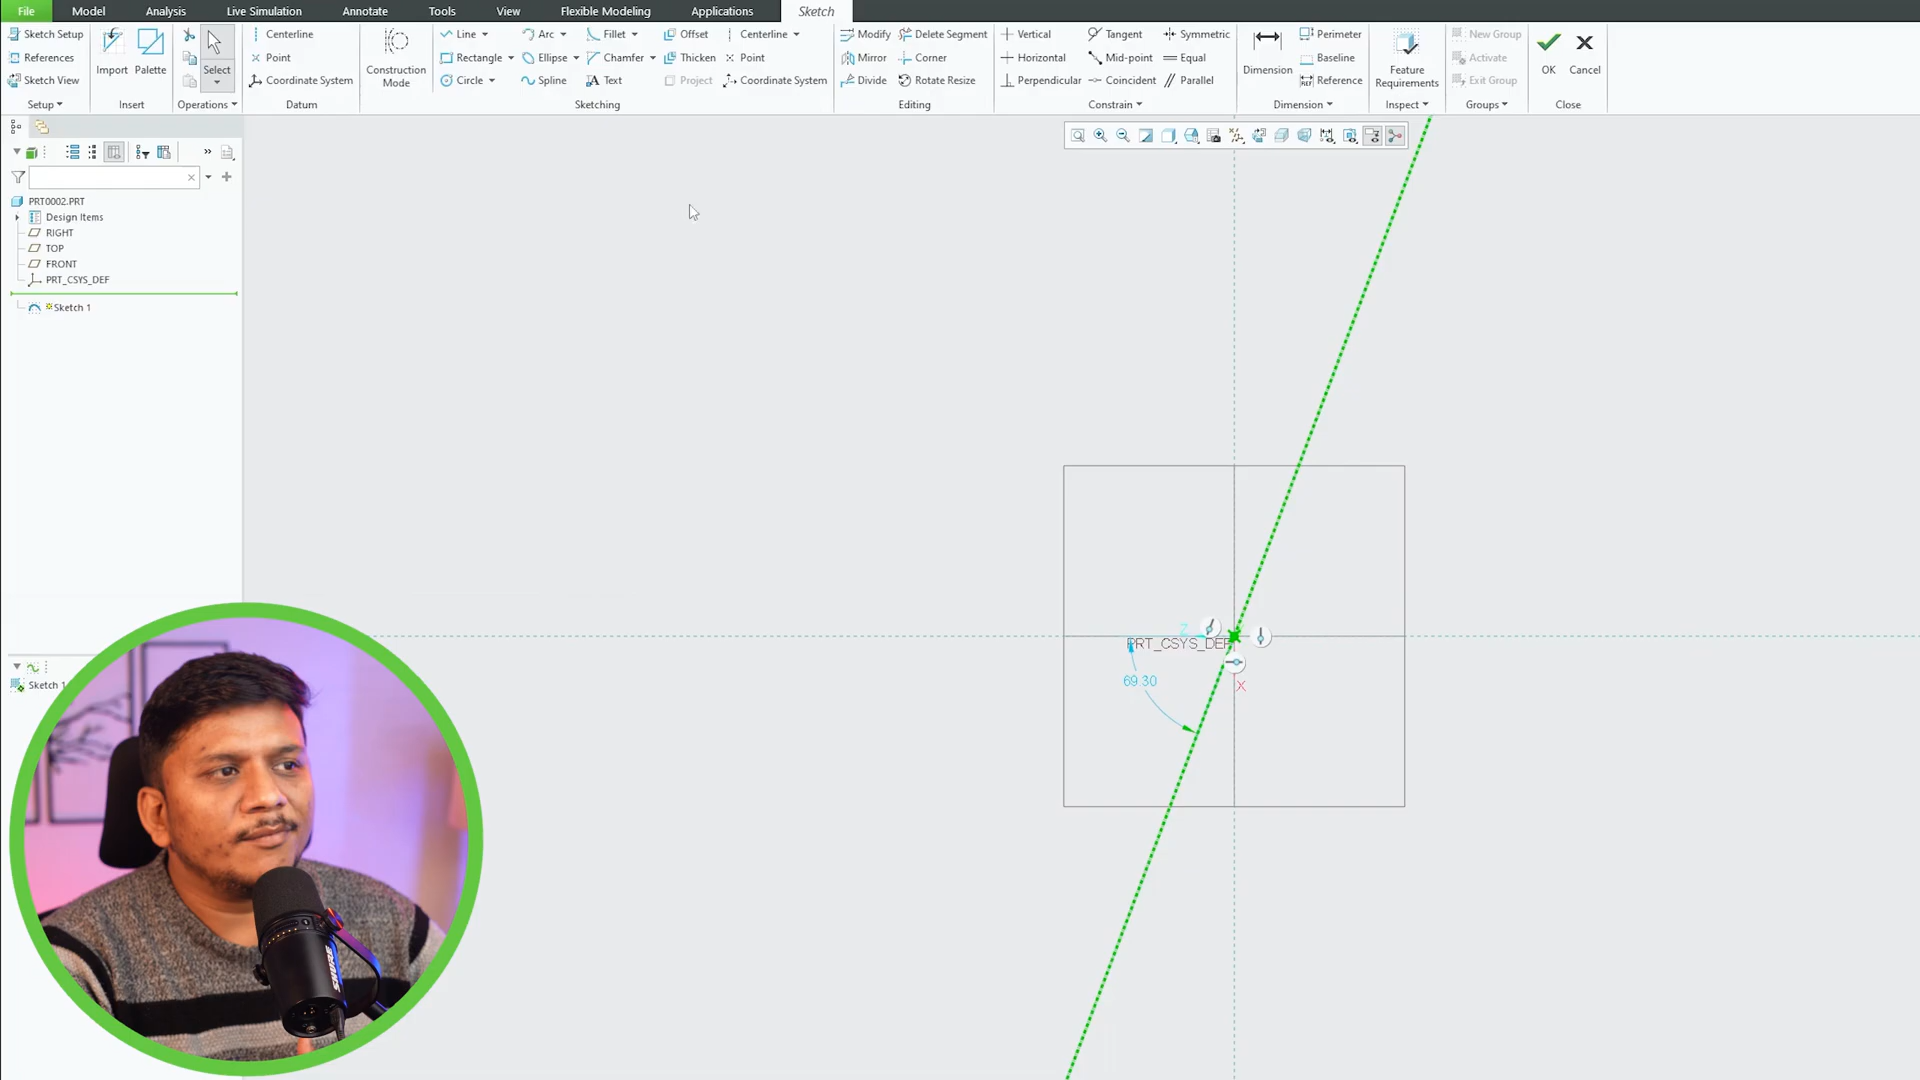 File Model Analysis Live Simulation Annotate Tools View Flexible Modeling Applications Sketch
Sketch Setup Centerline Line Arc Fillet Offset Centerline Modify Delete Segment Vertical Tangent Symmetric Perimeter New Group
References Point Rectangle Ellipse Chamfer Thicken Point Mirror Corner Horizontal Mid-point Equal Baseline Activate
Import Palette Select Construction Mode Dimension Feature Requirements OK Cancel
Sketch View Coordinate System Circle Spline Text Project Coordinate System Divide Rotate Resize Perpendicular Coincident Parallel Reference Exit Group
Setup Insert Operations Datum Sketching Editing Constrain Dimension Inspect Groups Close
PRT0002.PRT
Design Items
RIGHT
TOP
FRONT
PRT_CSYS_DEF
Sketch 1
Z
PRT_CSYS_DEF
69.30
X
Sketch 1
SHURE